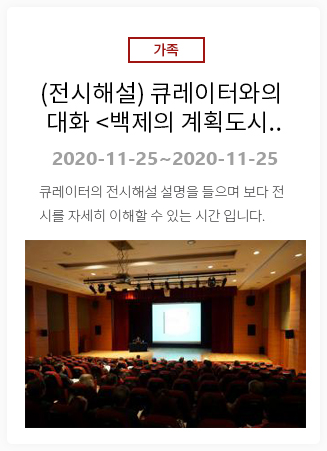 가족
(전시해설) 큐레이터와의
대화 <백제의 계획도시..
2020-11-25~2020-11-25
큐레이터의 전시해설 설명을 들으며 보다 전
시를 자세히 이해할 수 있는 시간 입니다.